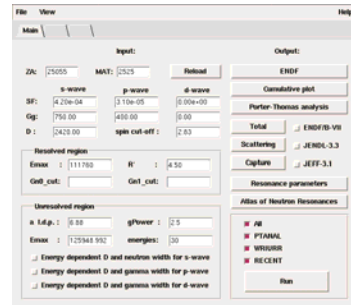 File View Help
Main
Input: Output:
ZA: 25055 MAT: 2525 Reload ENDF
s-wave p-wave d-wave Cumulative plot
SF: 4.20e-04 3.10e-05 0.00e+00 Porter-Thomas analysis
Gg: 750.00 400.00 0.00
D : 2420.00 spin cut-off : 2.83 Total ENDF/B-VII
Resolved region Scattering JENDL-3.3
Emax : 111760 R' : 4.50 Capture JEFF-3.1
Gn0_cut: Gn1_cut: Resonance parameters
Unresolved region Atlas of Neutron Resonances
a l.d.p. : 6.88 gPower : 2.5 All
Emax : 125948.992 energies: 30 PTANAL
Energy dependent D and neutron width for s-wave WRIURR
Energy dependent D and gamma width for p-wave RECENT
Energy dependent D and gamma width for d-wave Run